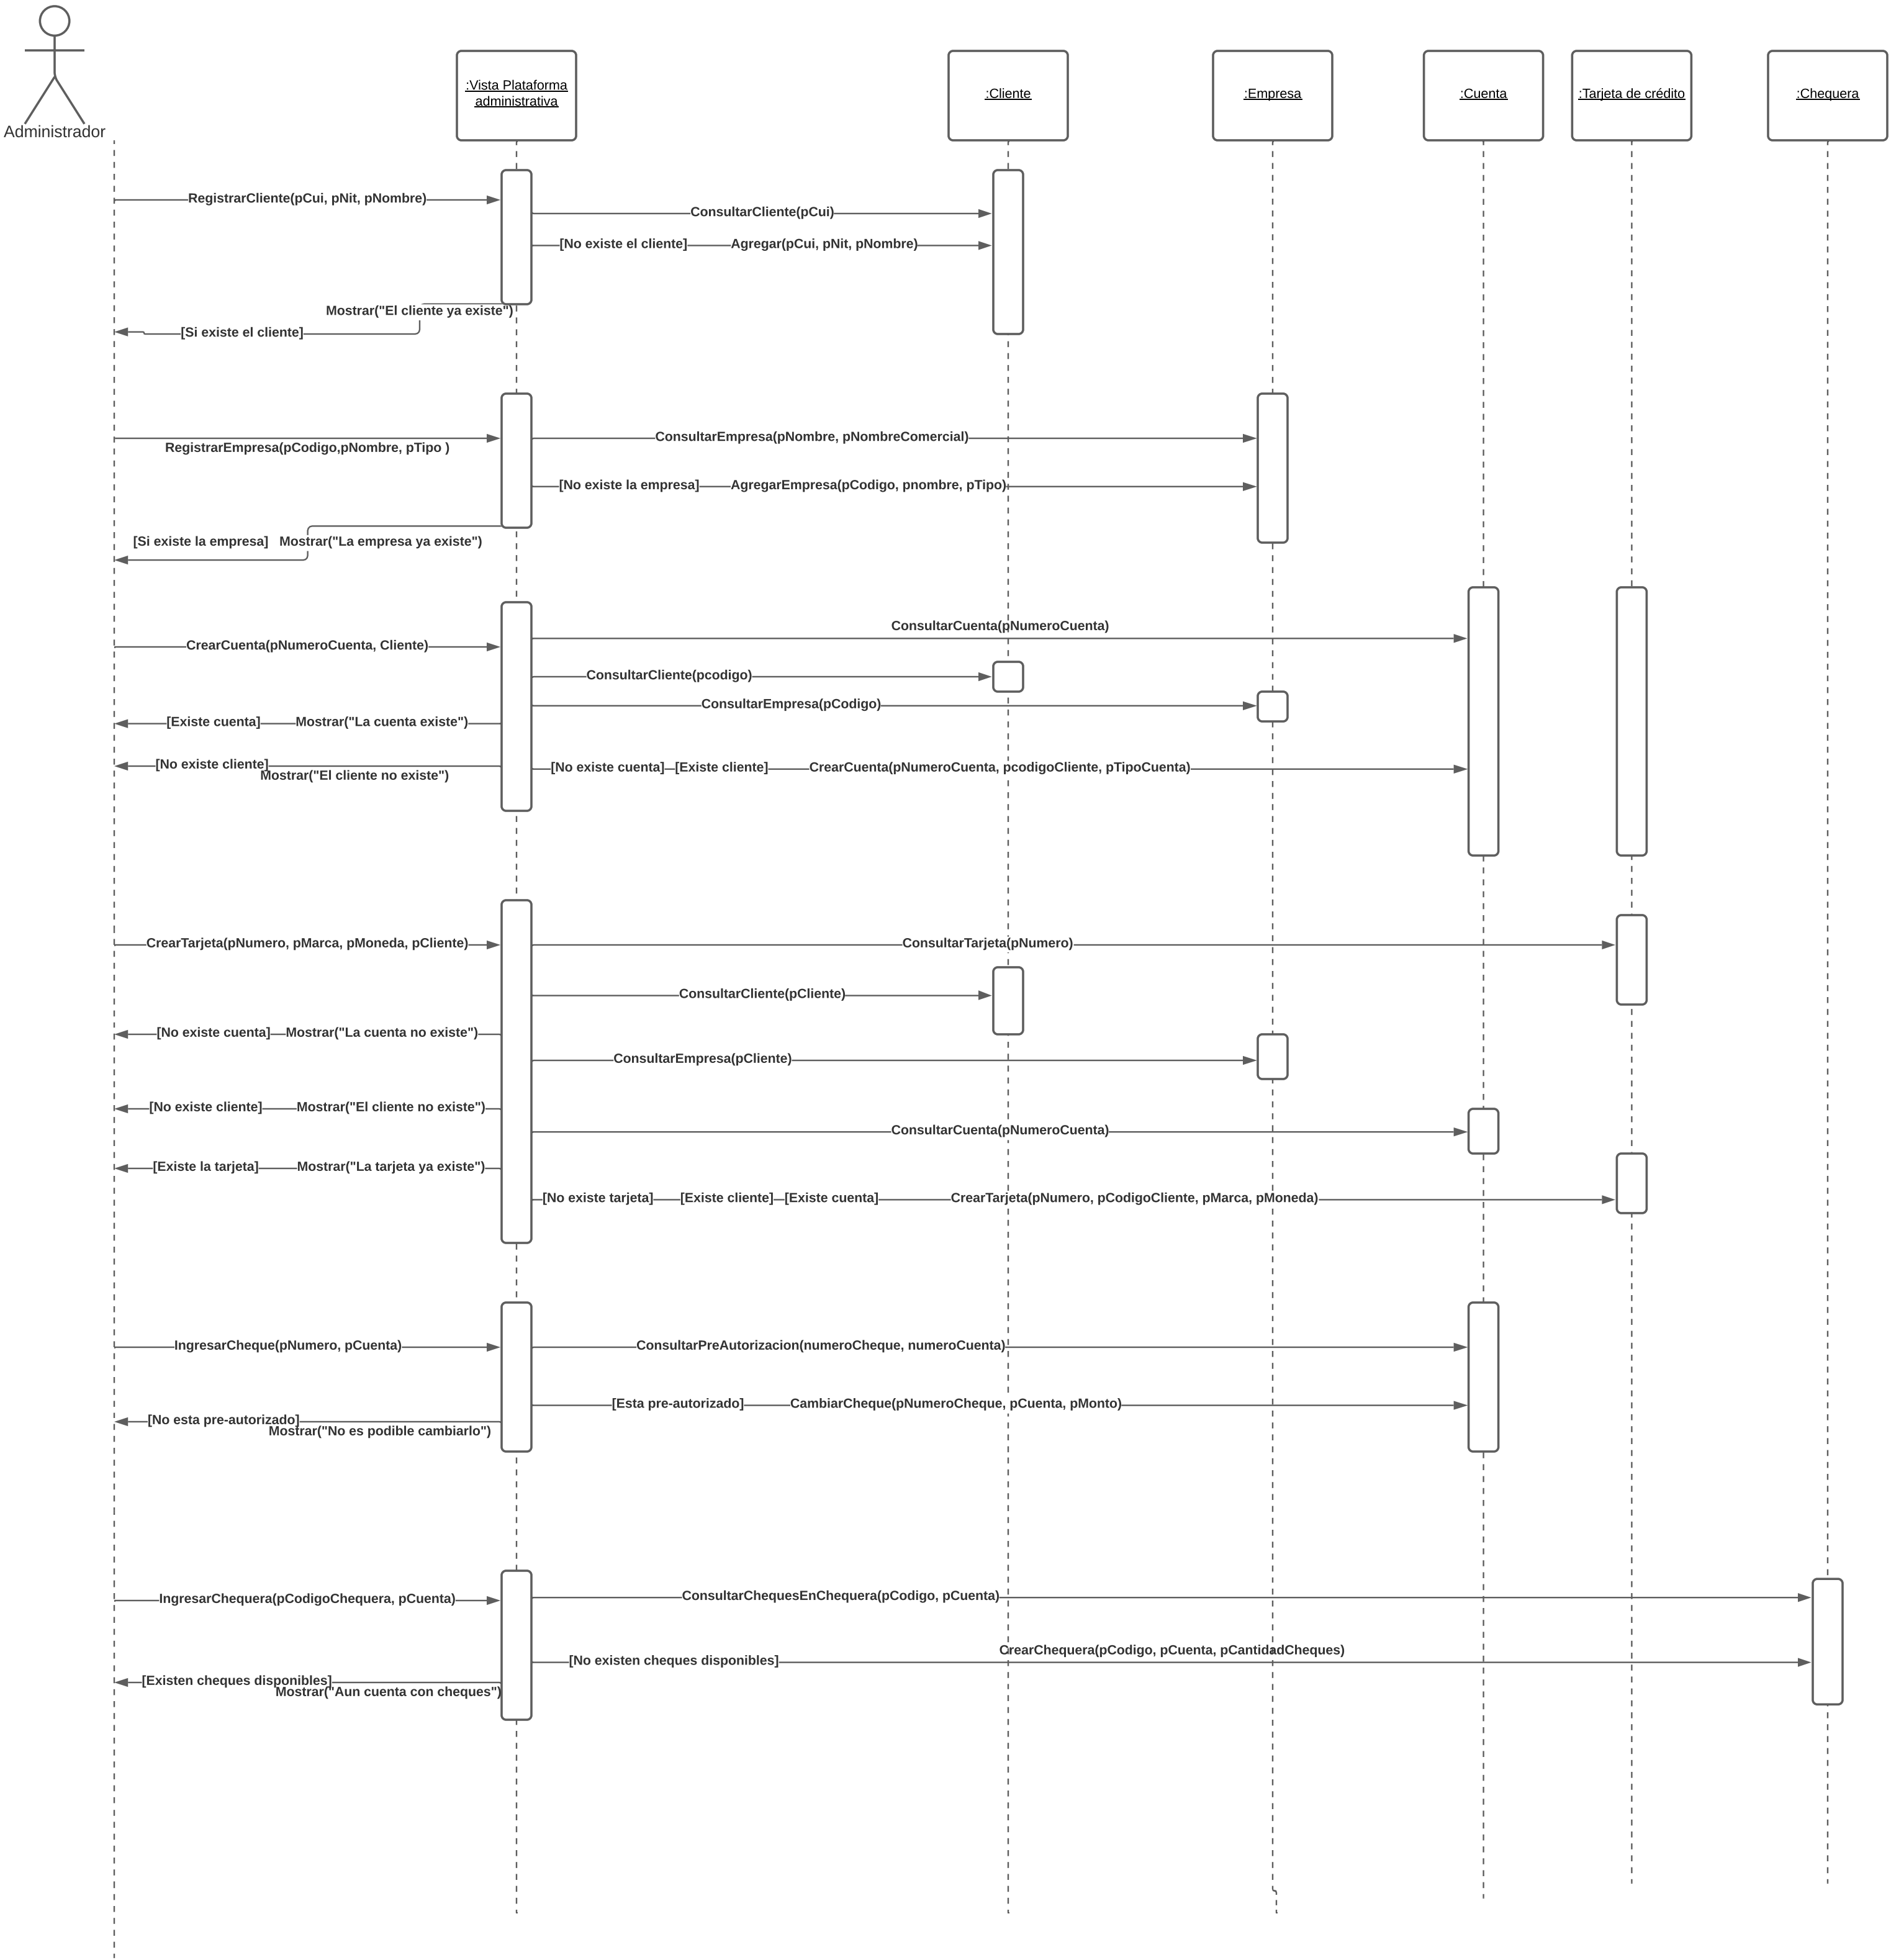 Administrador
:Vista Plataforma
administrativa
:Cliente
:Empresa
:Cuenta
:Tarjeta de crédito
:Chequera
RegistrarCliente(pCui, pNit, pNombre)
ConsultarCliente(pCui)
[No existe el cliente]
Agregar(pCui, pNit, pNombre)
Mostrar("El cliente ya existe")
[Si existe el cliente]
RegistrarEmpresa(pCodigo,pNombre, pTipo )
ConsultarEmpresa(pNombre, pNombreComercial)
[No existe la empresa]
AgregarEmpresa(pCodigo, pnombre, pTipo)
[Si existe la empresa]
Mostrar("La empresa ya existe")
CrearCuenta(pNumeroCuenta, Cliente)
ConsultarCuenta(pNumeroCuenta)
ConsultarCliente(pcodigo)
ConsultarEmpresa(pCodigo)
[Existe cuenta]
Mostrar("La cuenta existe")
[No existe cliente]
Mostrar("El cliente no existe")
[No existe cuenta]
[Existe cliente]
CrearCuenta(pNumeroCuenta, pcodigoCliente, pTipoCuenta)
CrearTarjeta(pNumero, pMarca, pMoneda, pCliente)
ConsultarTarjeta(pNumero)
ConsultarCliente(pCliente)
[No existe cuenta]
Mostrar("La cuenta no existe")
ConsultarEmpresa(pCliente)
[No existe cliente]
Mostrar("El cliente no existe")
ConsultarCuenta(pNumeroCuenta)
[Existe la tarjeta]
Mostrar("La tarjeta ya existe")
[No existe tarjeta]
[Existe cliente]
[Existe cuenta]
CrearTarjeta(pNumero, pCodigoCliente, pMarca, pMoneda)
IngresarCheque(pNumero, pCuenta)
ConsultarPreAutorizacion(numeroCheque, numeroCuenta)
[Esta pre-autorizado]
CambiarCheque(pNumeroCheque, pCuenta, pMonto)
[No esta pre-autorizado]
Mostrar("No es podible cambiarlo")
IngresarChequera(pCodigoChequera, pCuenta)
ConsultarChequesEnChequera(pCodigo, pCuenta)
CrearChequera(pCodigo, pCuenta, pCantidadCheques)
[No existen cheques disponibles]
[Existen cheques disponibles]
Mostrar("Aun cuenta con cheques")